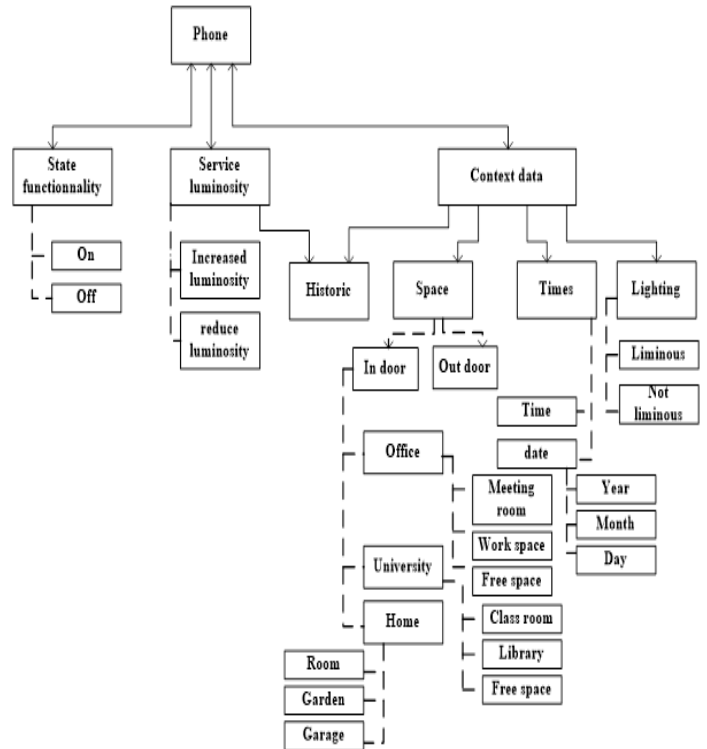 Phone
State
functionnality
Service
luminosity
Context data
On
Off
Increased
luminosity
reduce
luminosity
Historic
Space
Times
Lighting
In door
Out door
Liminous
Not
liminous
Time
date
Year
Month
Day
Office
Meeting
room
Work space
Free space
University
Class room
Library
Free space
Home
Room
Garden
Garage